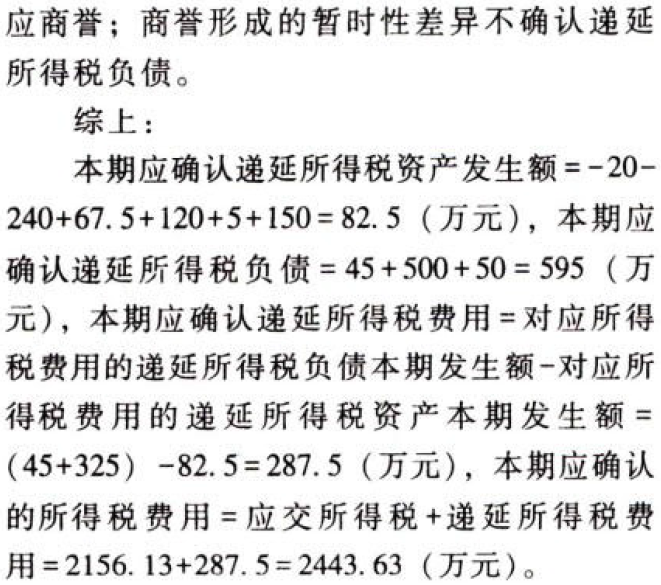 应商誉；商誉形成的暂时性差异不确认递延
所得税负债。
综上：
本期应确认递延所得税资产发生额=-20-
240+67.5+120+5+150=82.5（万元），本期应
确认递延所得税负债=45+500+50=595（万
元），本期应确认递延所得税费用=对应所得
税费用的递延所得税负债本期发生额-对应所
得税费用的递延所得税资产本期发生额=
(45+325）-82.5=287.5（万元），本期应确认
的所得税费用=应交所得税+递延所得税费
用=2156.13+287.5=2443.63（万元）。